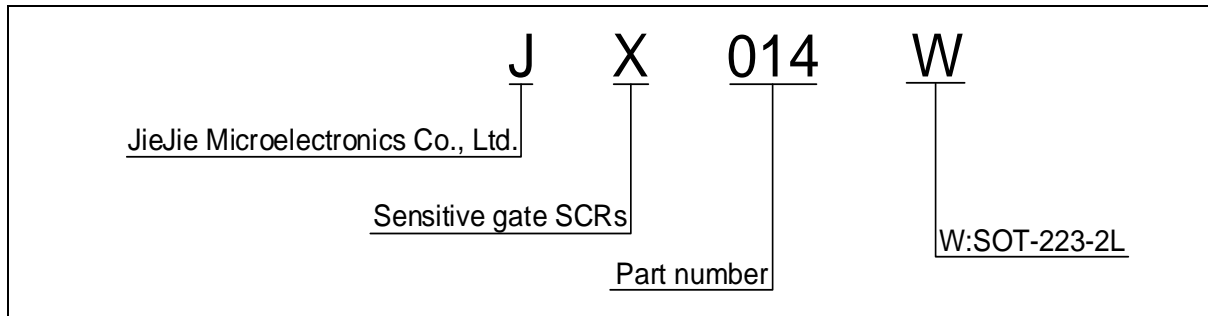 J X 014 W
JieJie Microelectronics Co., Ltd.
Sensitive gate SCRs
W:SOT-223-2L
Part number